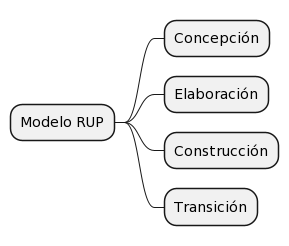 Modelo RUP
Concepción
Elaboración
Construcción
Transición